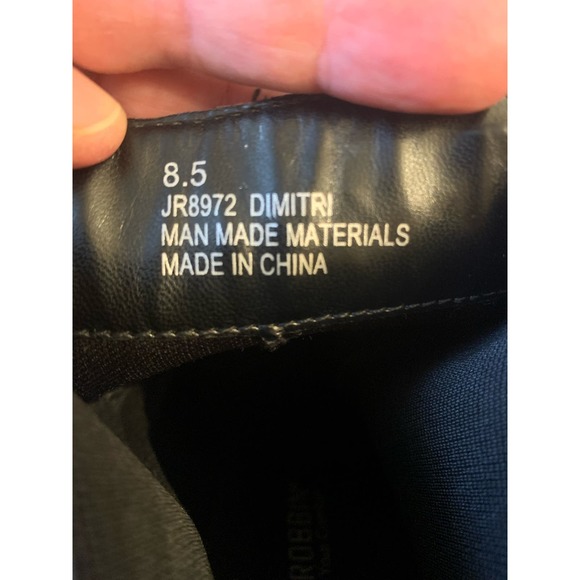 8.5
JR8972 DIMITRI
MAN MADE MATERIALS
MADE IN CHINA